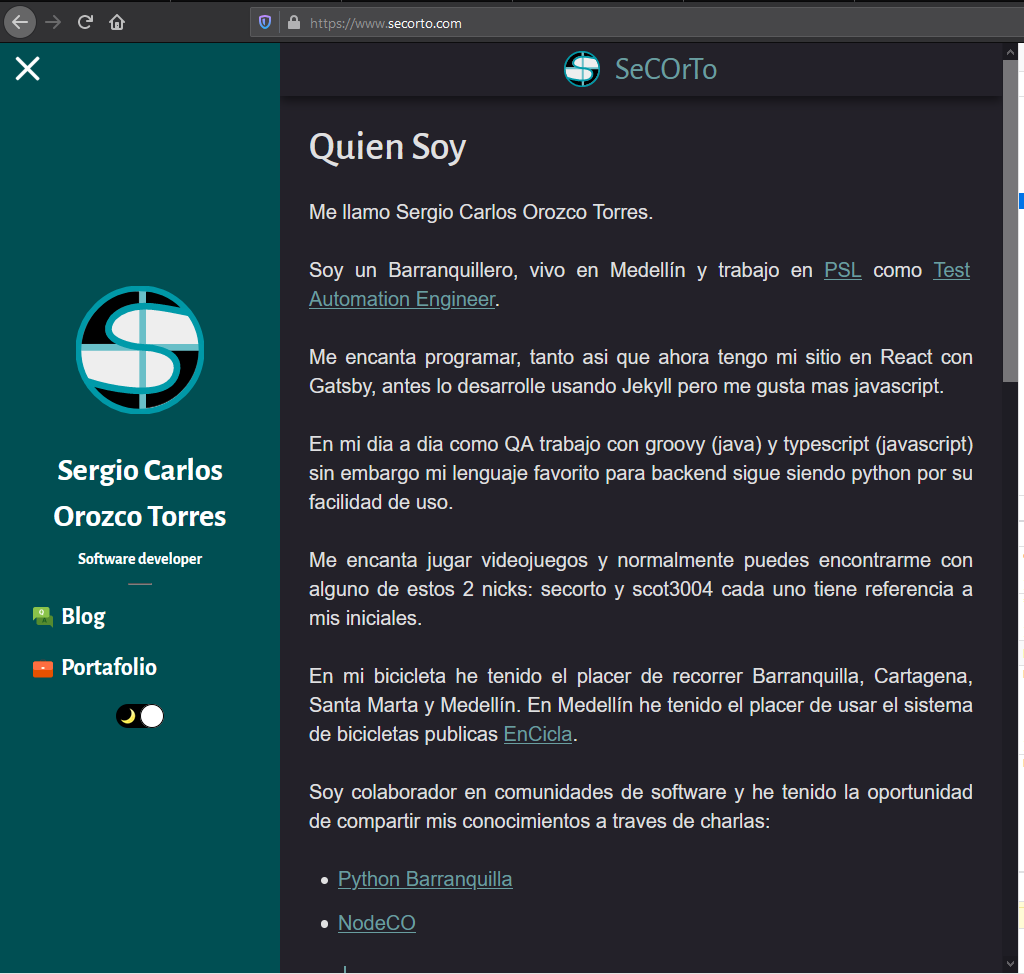 https://www.secorto.com
SeCOrTo
Sergio Carlos
Orozco Torres
Software developer
Blog
Portafolio
Quien Soy
Me llamo Sergio Carlos Orozco Torres.
Soy un Barranquillero, vivo en Medellín y trabajo en PSL como Test
Automation Engineer.
Me encanta programar, tanto asi que ahora tengo mi sitio en React con
Gatsby, antes lo desarrolle usando Jekyll pero me gusta mas javascript.
En mi dia a dia como QA trabajo con groovy (java) y typescript (javascript)
sin embargo mi lenguaje favorito para backend sigue siendo python por su
facilidad de uso.
Me encanta jugar videojuegos y normalmente puedes encontrarme con
alguno de estos 2 nicks: secorto y scot3004 cada uno tiene referencia a
mis iniciales.
En mi bicicleta he tenido el placer de recorrer Barranquilla, Cartagena,
Santa Marta y Medellín. En Medellín he tenido el placer de usar el sistema
de bicicletas publicas EnCicla.
Soy colaborador en comunidades de software y he tenido la oportunidad
de compartir mis conocimientos a traves de charlas:
Python Barranquilla
NodeCO